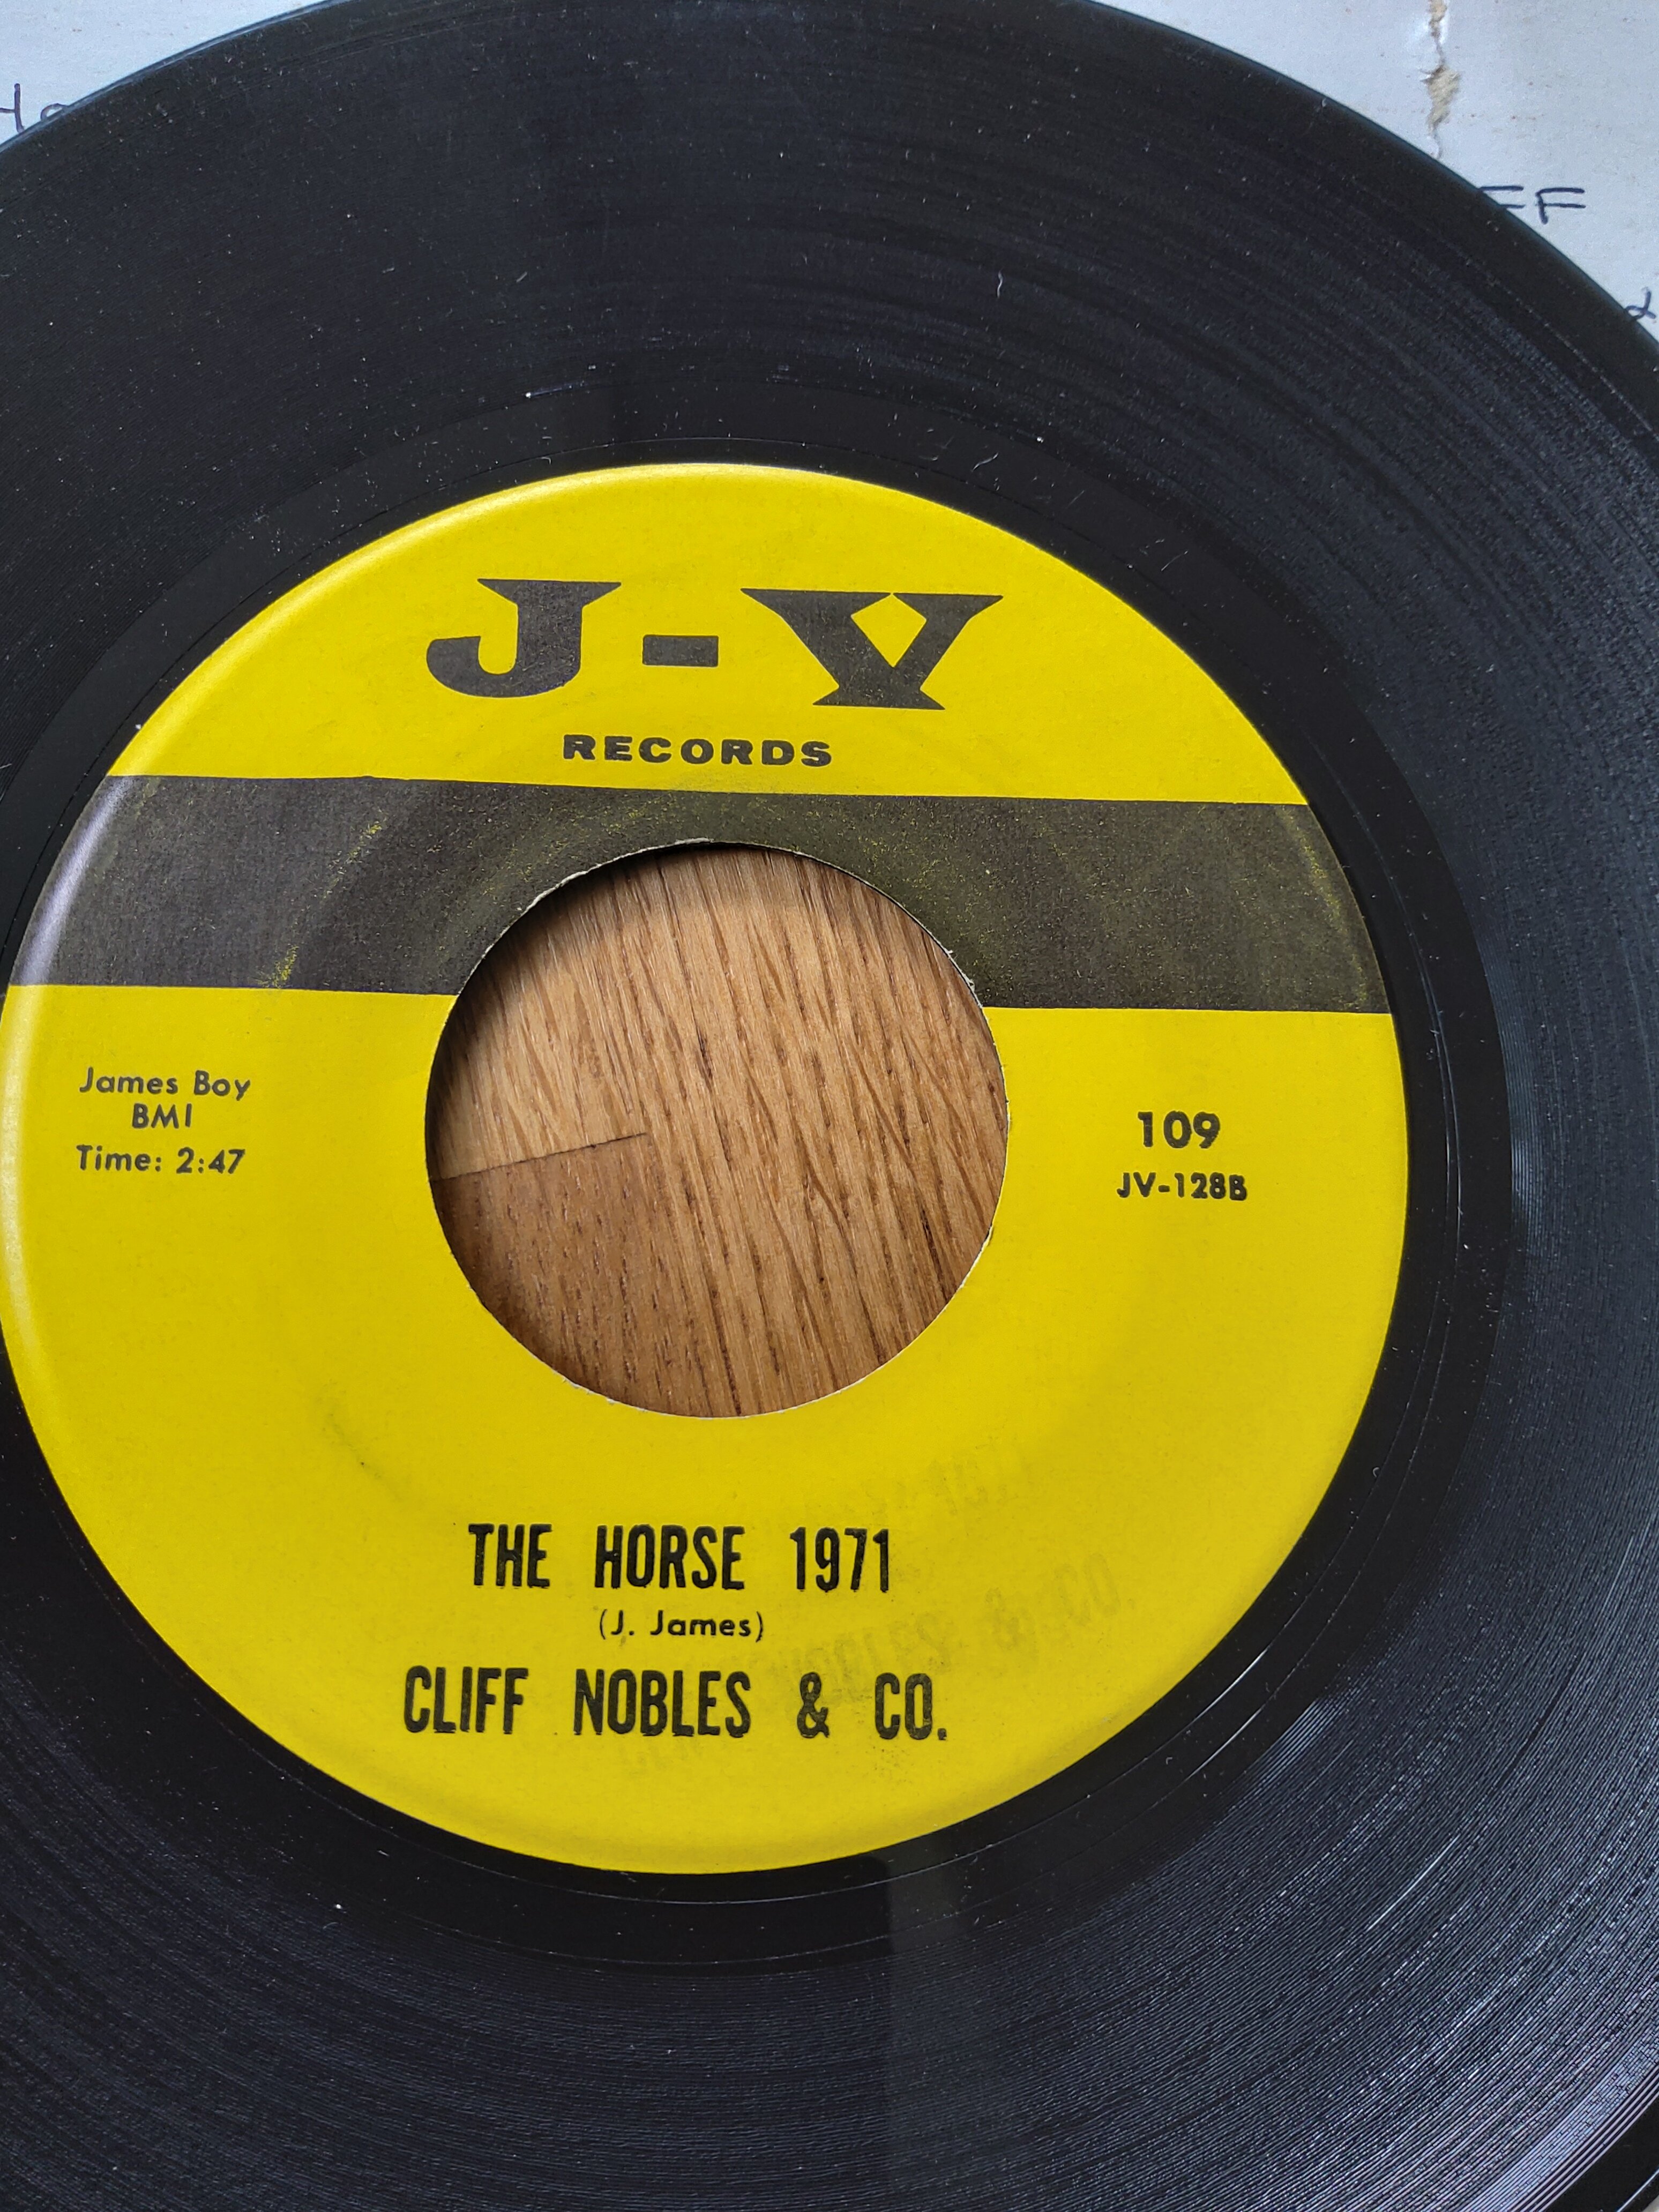 J-V
RECORDS
James Boy
BMI
Time: 2:47
109
JV-128B
THE HORSE 1971
(J. James)
CLIFF NOBLES & CO.